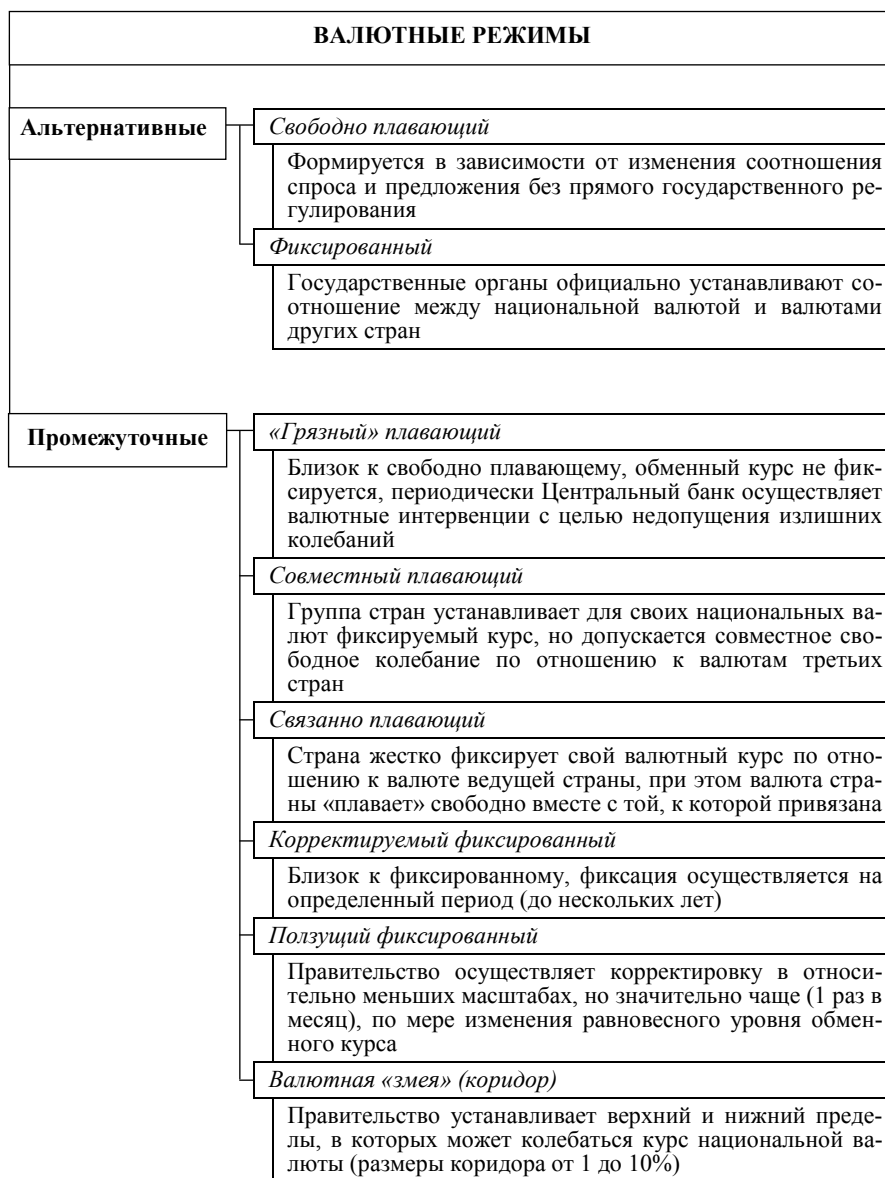 ВАЛЮТНЫЕ РЕЖИМЫ
Альтернативные
Свободно плавающий
Формируется в зависимости от изменения соотношения
спроса и предложения без прямого государственного ре-
гулирования
Фиксированный
Государственные органы официально устанавливают со-
отношение между национальной валютой и валютами
других стран
Промежуточные
«Грязный» плавающий
Близок к свободно плавающему, обменный курс не фик-
сируется, периодически Центральный банк осуществляет
валютные интервенции с целью недопущения излишних
колебаний
Совместный плавающий
Группа стран устанавливает для своих национальных ва-
лют фиксируемый курс, но допускается совместное сво-
бодное колебание по отношению к валютам третьих
стран
Связанно плавающий
Страна жестко фиксирует свой валютный курс по отно-
шению к валюте ведущей страны, при этом валюта стра-
ны «плавает» свободно вместе с той, к которой привязана
Корректируемый фиксированный
Близок к фиксированному, фиксация осуществляется на
определенный период (до нескольких лет)
Ползущий фиксированный
Правительство осуществляет корректировку в относи-
тельно меньших масштабах, но значительно чаще (1 раз в
месяц), по мере изменения равновесного уровня обмен-
ного курса
Валютная «змея» (коридор)
Правительство устанавливает верхний и нижний преде-
лы, в которых может колебаться курс национальной ва-
люты (размеры коридора от 1 до 10%)